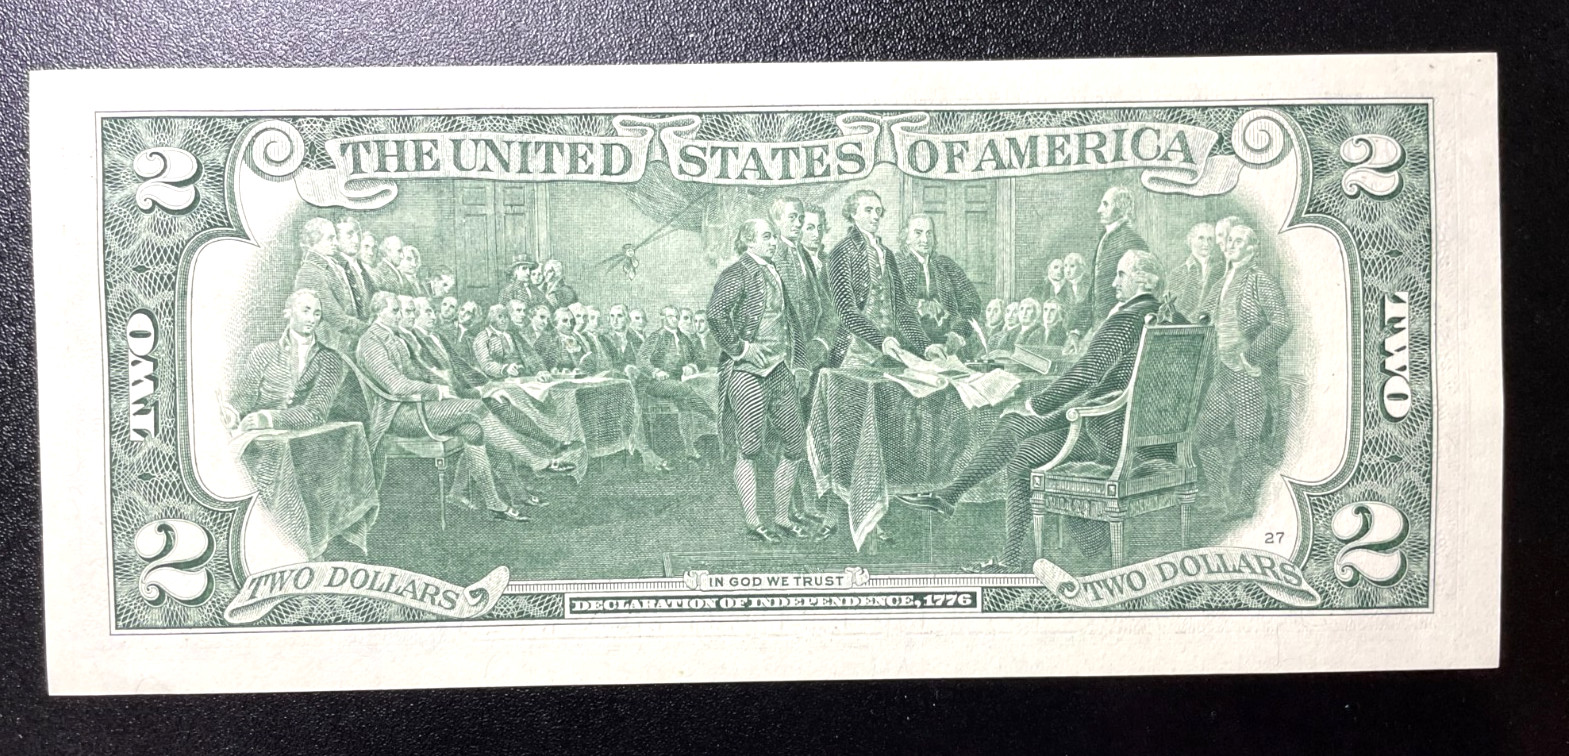 THE UNITED STATES OF AMERICA
2 2
TWO TWO
27
2 2
TWO DOLLARS IN GOD WE TRUST TWO DOLLARS
DECLARATION OF INDEPENDENCE, 1776